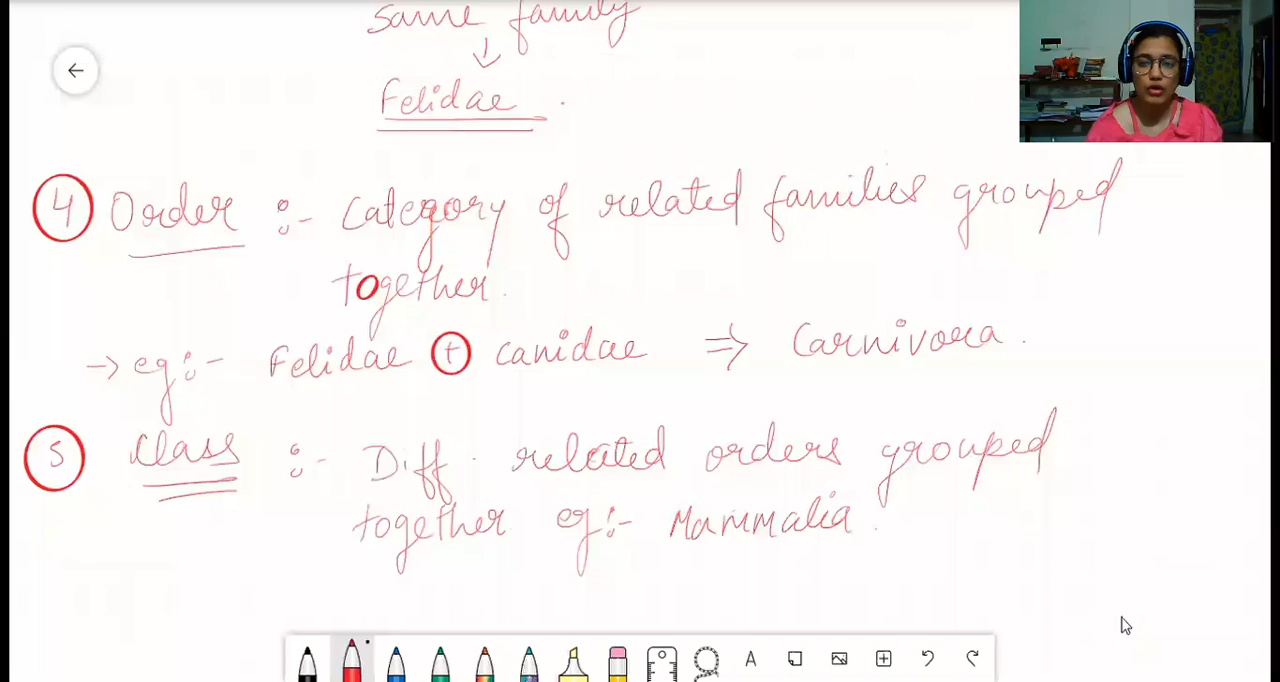 Same family
↓
Felidae .
4 Order :- Category of related families grouped
together.
→ eg:- Felidae + canidae ⇒ Carnivora.
5 Class :- Diff. related orders grouped
together eg:- Mammalia.
A